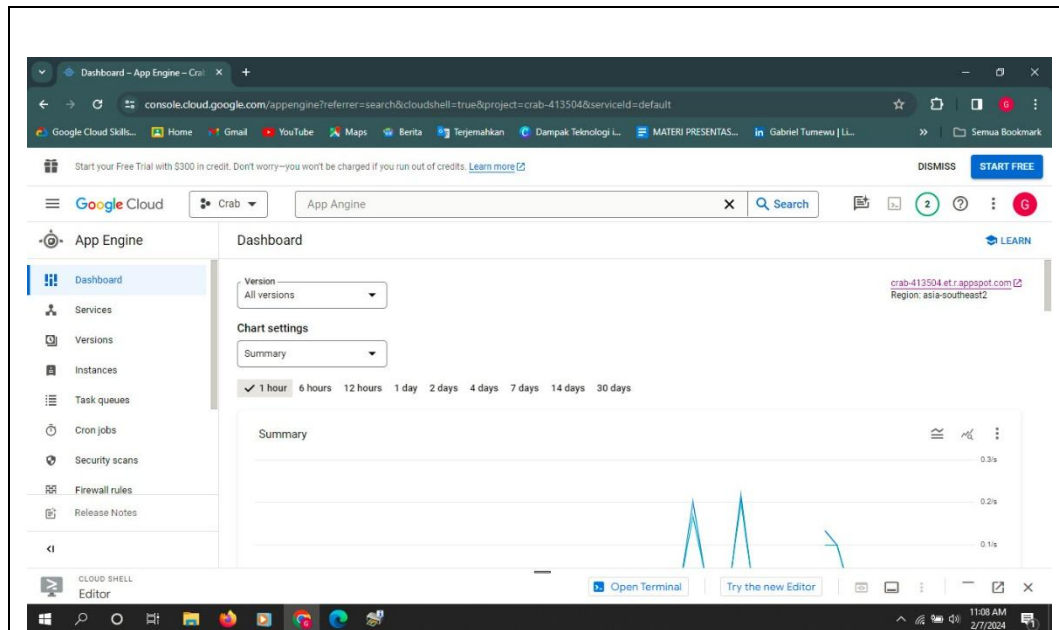 Dashboard – App Engine – Crab
console.cloud.google.com/appengine?referrer=search&cloudshell=true&project=crab-413504&serviceId=default
G
Google Cloud Skills...
Home
Gmail
YouTube
Maps
Berita
Terjemahkan
Dampak Teknologi i...
MATERI PRESENTAS...
Gabriel Tumewu | Li...
Semua Bookmark
Start your Free Trial with $300 in credit. Don't worry—you won't be charged if you run out of credits. Learn more
DISMISS
START FREE
Google Cloud
Crab
App Angine
Search
2
G
App Engine
Dashboard
LEARN
Dashboard
Services
Versions
Instances
Task queues
Cron jobs
Security scans
Firewall rules
Release Notes
Version
All versions
crab-413504.et.r.appspot.com
Region: asia-southeast2
Chart settings
Summary
1 hour 6 hours 12 hours 1 day 2 days 4 days 7 days 14 days 30 days
Summary
0.3/s
0.2/s
0.1/s
CLOUD SHELL
Editor
Open Terminal
Try the new Editor
11:08 AM
2/7/2024